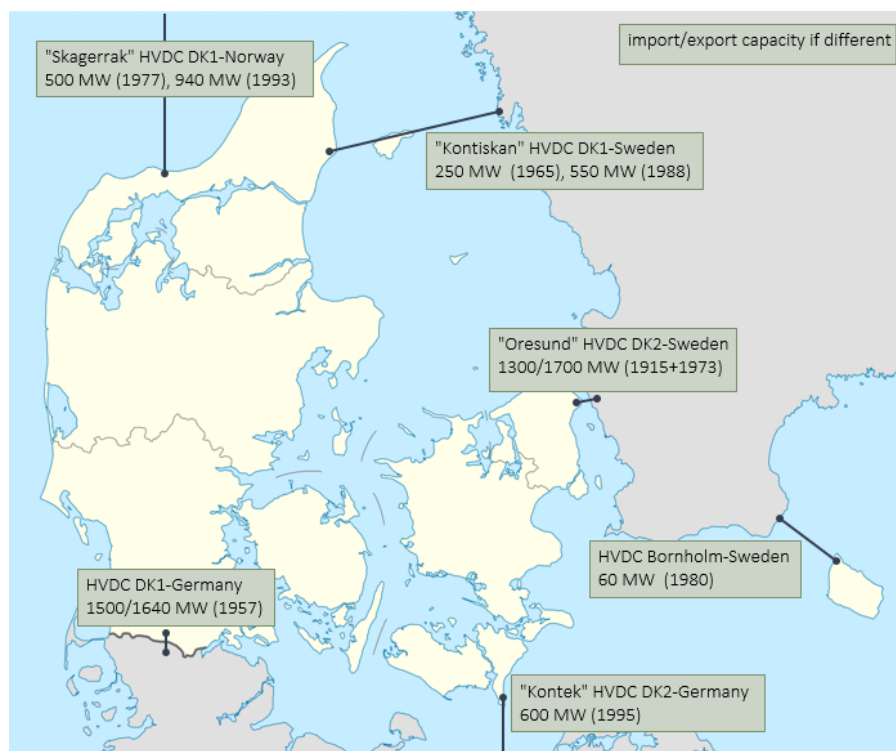 "Skagerrak" HVDC DK1-Norway
500 MW (1977), 940 MW (1993)
import/export capacity if different
"Kontiskan" HVDC DK1-Sweden
250 MW  (1965), 550 MW (1988)
"Oresund" HVDC DK2-Sweden
1300/1700 MW (1915+1973)
HVDC Bornholm-Sweden
60 MW  (1980)
HVDC DK1-Germany
1500/1640 MW (1957)
"Kontek" HVDC DK2-Germany
600 MW (1995)